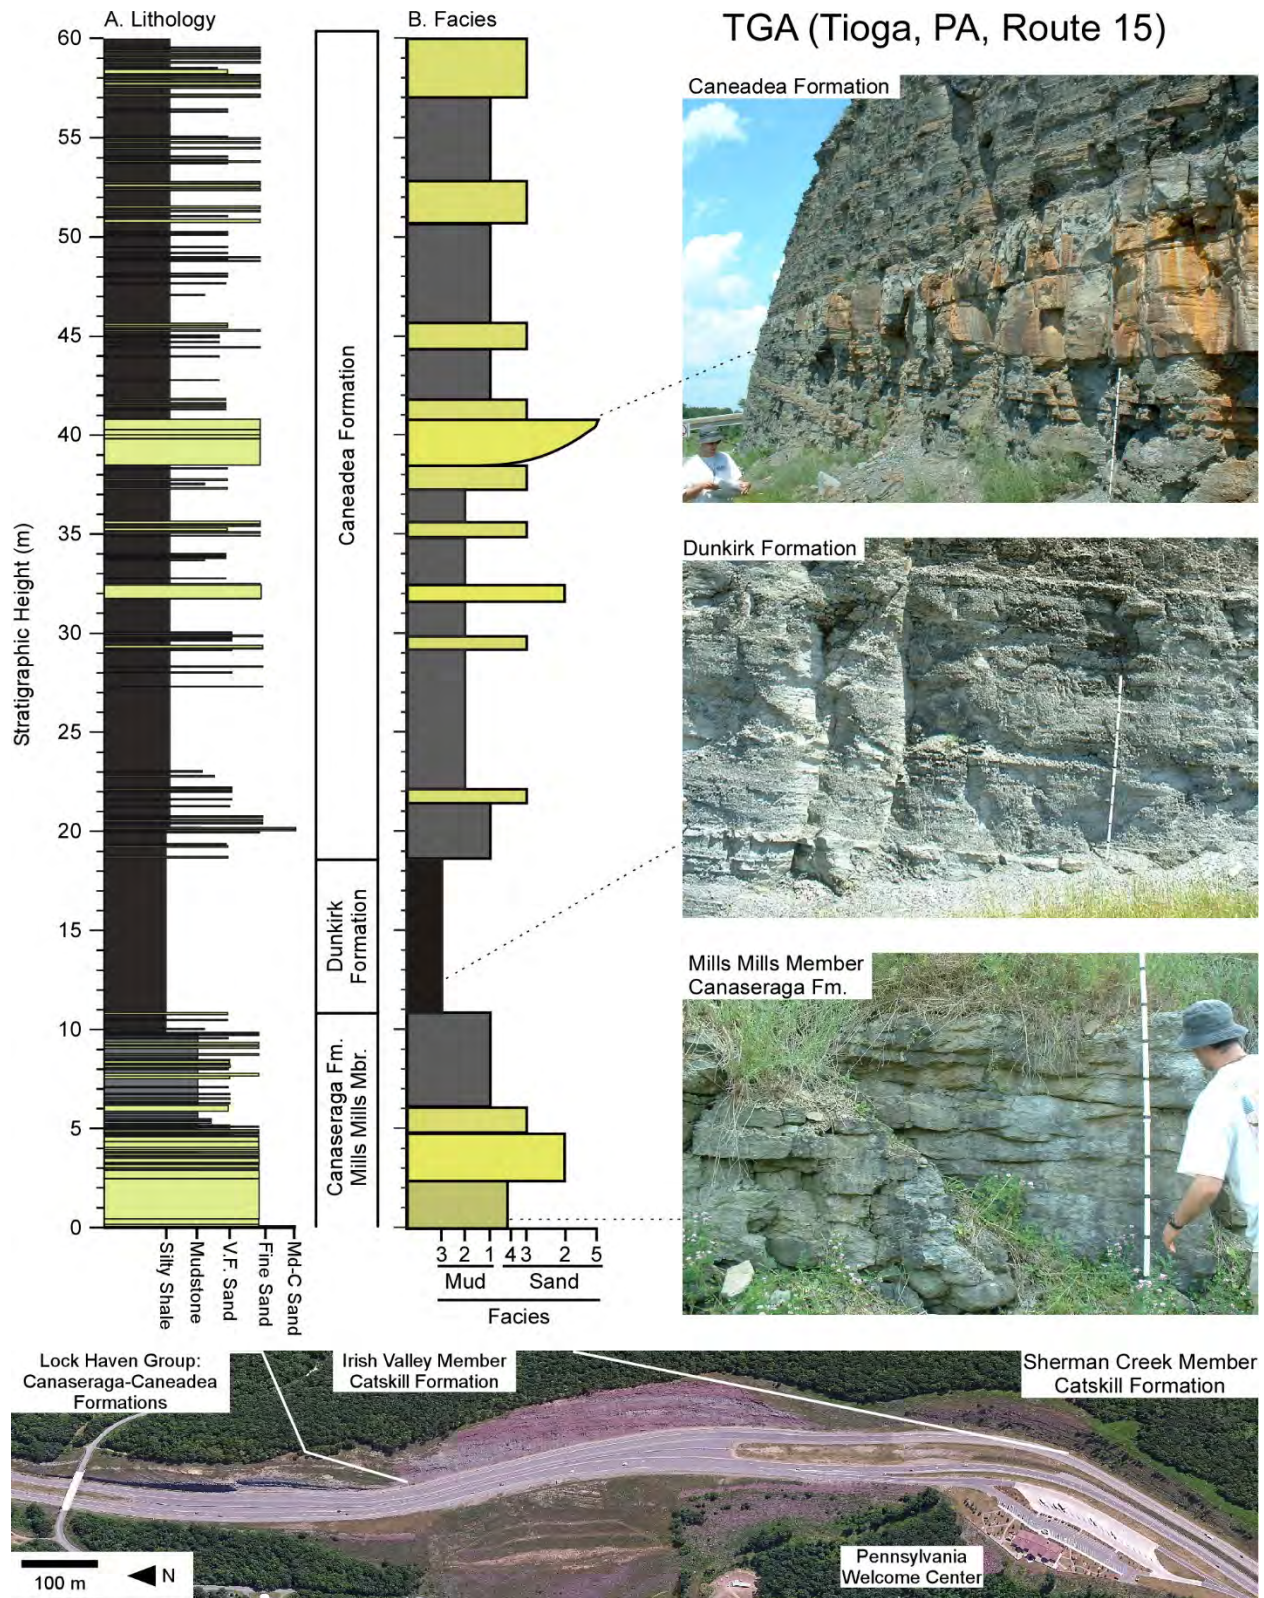 A. Lithology
B. Facies
TGA (Tioga, PA, Route 15)
Stratigraphic Height (m)
60
55
50
45
40
35
30
25
20
15
10
5
0
Silty Shale
Mudstone
V.F. Sand
Fine Sand
Md-C Sand
Caneadea Formation
Dunkirk
Formation
Canaseraga Fm.
Mills Mills Mbr.
3 2 1 4 3 2 5
Mud Sand
Facies
Caneadea Formation
Dunkirk Formation
Mills Mills Member
Canaseraga Fm.
Lock Haven Group:
Canaseraga-Caneadea
Formations
Irish Valley Member
Catskill Formation
Sherman Creek Member
Catskill Formation
100 m
N
Pennsylvania
Welcome Center